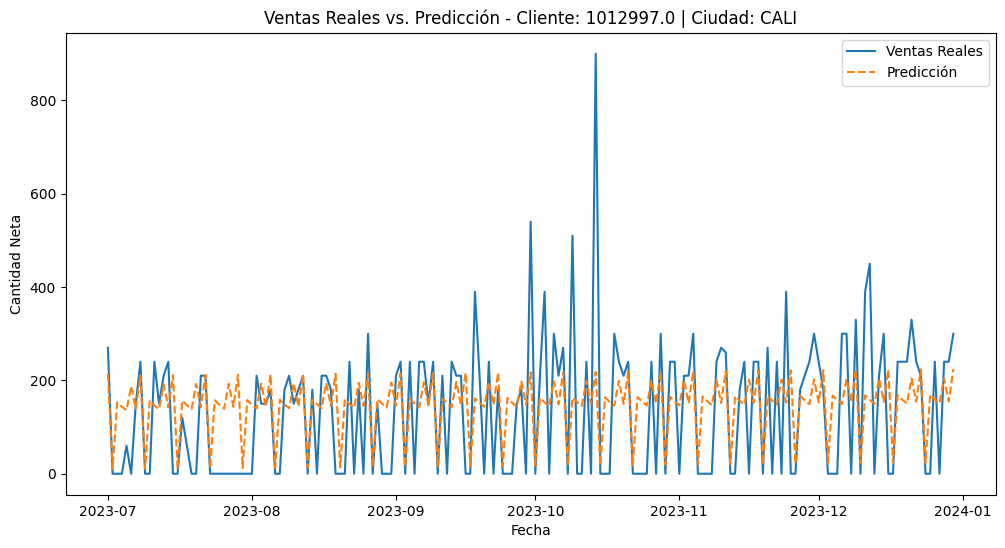 Ventas Reales vs. Predicción - Cliente: 1012997.0 | Ciudad: CALI
Ventas Reales
Predicción
Cantidad Neta
800
600
400
200
0
2023-07
2023-08
2023-09
2023-10
2023-11
2023-12
2024-01
Fecha